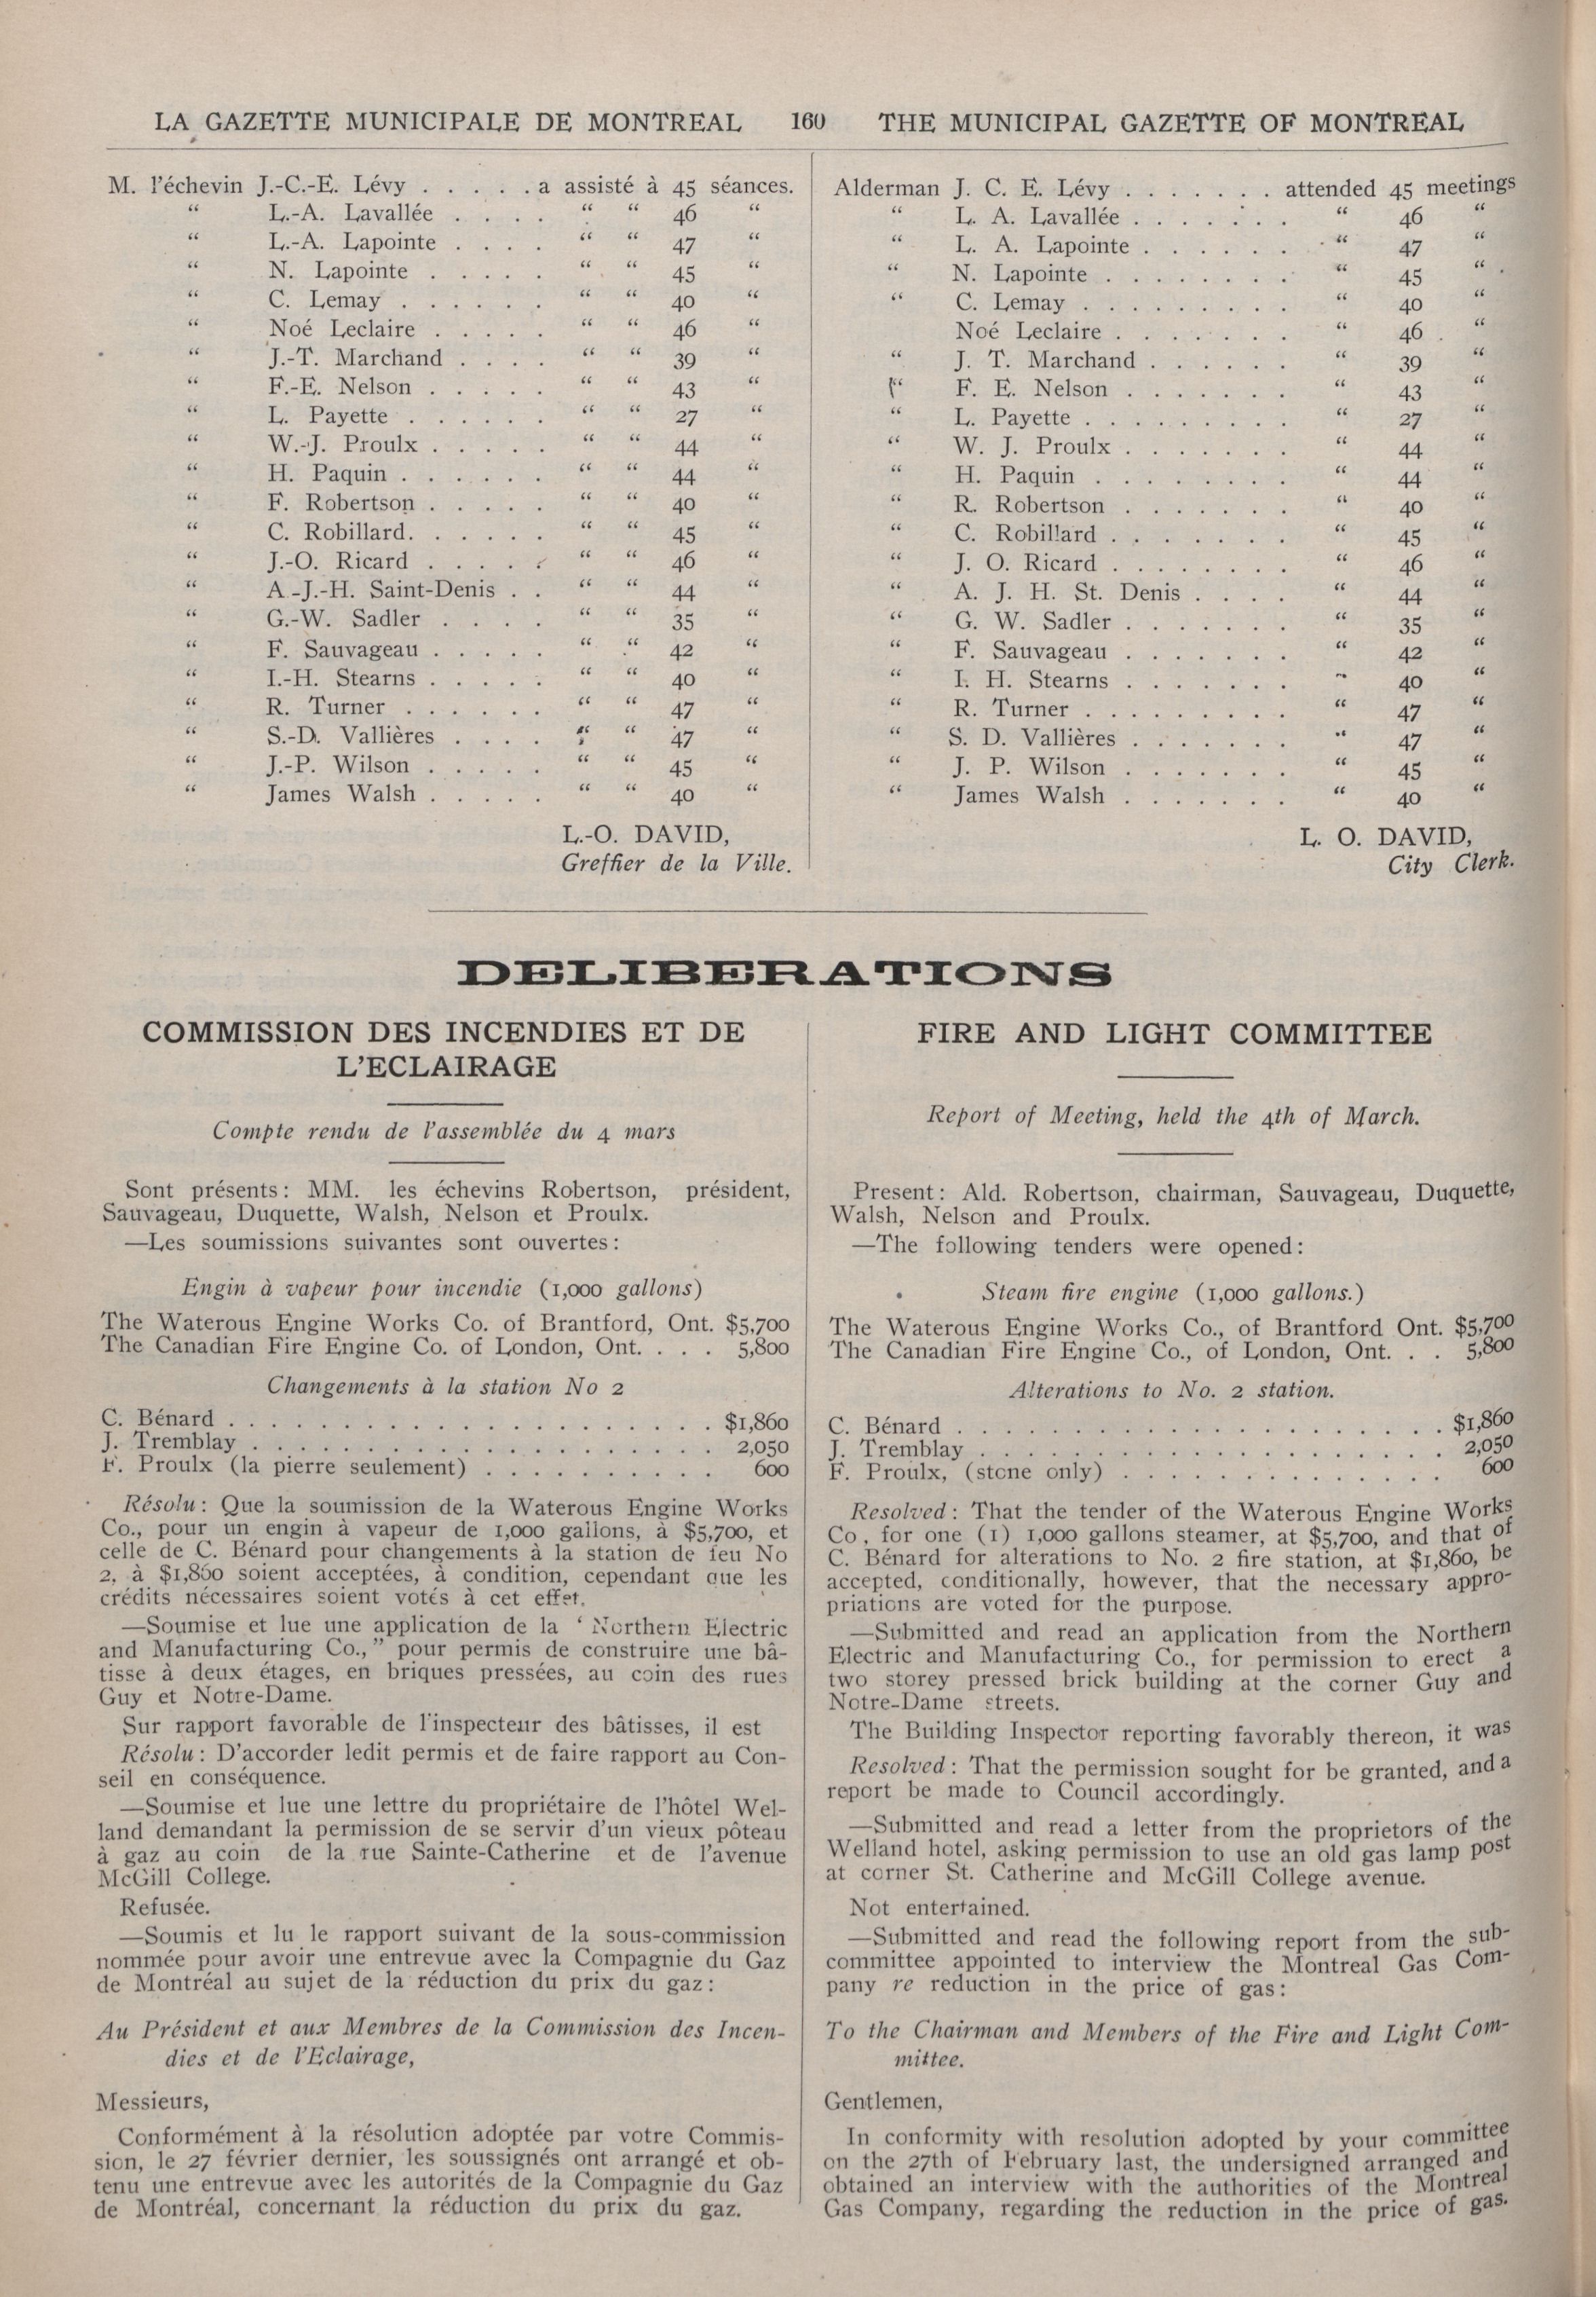 LA GAZETTE MUNICIPALE DE MONTREAL 160 THE MUNICIPAL GAZETTE OF MONTREAL
M. l'échevin J.-C.-E. Lévy . . . . . a assisté à 45 séances.
“ L.-A. Lavallée . . . . “ “ 46 “
“ L.-A. Lapointe . . . . “ “ 47 “
“ N. Lapointe . . . . . “ “ 45 “
“ C. Lemay . . . . . . “ “ 40 “
“ Noé Leclaire . . . . . “ “ 46 “
“ J.-T. Marchand . . . . “ “ 39 “
“ F.-E. Nelson . . . . . “ “ 43 “
“ L. Payette . . . . . . “ “ 27 “
“ W.-J. Proulx . . . . . “ “ 44 “
“ H. Paquin . . . . . . “ “ 44 “
“ F. Robertson . . . . . “ “ 40 “
“ C. Robillard. . . . . . “ “ 45 “
“ J.-O. Ricard . . . . . “ “ 46 “
“ A.-J.-H. Saint-Denis . . “ “ 44 “
“ G.-W. Sadler . . . . “ “ 35 “
“ F. Sauvageau . . . . . “ “ 42 “
“ I.-H. Stearns . . . . . “ “ 40 “
“ R. Turner . . . . . . “ “ 47 “
“ S.-D. Vallières . . . . “ “ 47 “
“ J.-P. Wilson . . . . . “ “ 45 “
“ James Walsh . . . . . “ “ 40 “
L.-O. DAVID,
Greffier de la Ville.
Alderman J. C. E. Lévy . . . . . . . attended 45 meetings
“ L. A. Lavallée . . . . . . . “ 46 “
“ L. A. Lapointe . . . . . . “ 47 “
“ N. Lapointe . . . . . . . . “ 45 “
“ C. Lemay . . . . . . . . . “ 40 “
Noé Leclaire . . . . . . . “ 46 “
“ J. T. Marchand . . . . . . “ 39 “
“ F. E. Nelson . . . . . . . “ 43 “
“ L. Payette . . . . . . . . . “ 27 “
“ W. J. Proulx . . . . . . . “ 44 “
“ H. Paquin . . . . . . . . “ 44 “
“ R. Robertson . . . . . . . “ 40 “
“ C. Robillard . . . . . . . “ 45 “
“ J. O. Ricard . . . . . . . . “ 46 “
“ A. J. H. St. Denis . . . . “ 44 “
“ G. W. Sadler . . . . . . . “ 35 “
“ F. Sauvageau . . . . . . . “ 42 “
“ I. H. Stearns . . . . . . . “ 40 “
“ R. Turner . . . . . . . . . “ 47 “
“ S. D. Vallières . . . . . . . “ 47 “
“ J. P. Wilson . . . . . . . “ 45 “
“ James Walsh . . . . . . . “ 40 “
L. O. DAVID,
City Clerk.
DELIBERATIONS
COMMISSION DES INCENDIES ET DE
L'ECLAIRAGE
Compte rendu de l'assemblée du 4 mars
Sont présents: MM. les échevins Robertson, président,
Sauvageau, Duquette, Walsh, Nelson et Proulx.
—Les soumissions suivantes sont ouvertes:
Engin à vapeur pour incendie (1,000 gallons)
The Waterous Engine Works Co. of Brantford, Ont. $5,700
The Canadian Fire Engine Co. of London, Ont. . . . 5,800
Changements à la station No 2
C. Bénard . . . . . . . . . . . . . . . . . . . . . $1,860
J. Tremblay . . . . . . . . . . . . . . . . . . . . 2,050
F. Proulx (la pierre seulement) . . . . . . . . . . 600
Résolu: Que la soumission de la Waterous Engine Works
Co., pour un engin à vapeur de 1,000 gallons, à $5,700, et
celle de C. Bénard pour changements à la station de feu No
2, à $1,860 soient acceptées, à condition, cependant que les
crédits nécessaires soient votés à cet effet.
—Soumise et lue une application de la ‘ Northern Electric
and Manufacturing Co.,” pour permis de construire une bâ-
tisse à deux étages, en briques pressées, au coin des rues
Guy et Notre-Dame.
Sur rapport favorable de l'inspecteur des bâtisses, il est
Résolu: D'accorder ledit permis et de faire rapport au Con-
seil en conséquence.
—Soumise et lue une lettre du propriétaire de l'hôtel Wel-
land demandant la permission de se servir d'un vieux pôteau
à gaz au coin de la rue Sainte-Catherine et de l'avenue
McGill College.
Refusée.
—Soumis et lu le rapport suivant de la sous-commission
nommée pour avoir une entrevue avec la Compagnie du Gaz
de Montréal au sujet de la réduction du prix du gaz:
Au Président et aux Membres de la Commission des Incen-
dies et de l'Eclairage,
Messieurs,
Conformément à la résolution adoptée par votre Commis-
sion, le 27 février dernier, les soussignés ont arrangé et ob-
tenu une entrevue avec les autorités de la Compagnie du Gaz
de Montréal, concernant la réduction du prix du gaz.
FIRE AND LIGHT COMMITTEE
Report of Meeting, held the 4th of March.
Present: Ald. Robertson, chairman, Sauvageau, Duquette,
Walsh, Nelson and Proulx.
—The following tenders were opened:
Steam fire engine (1,000 gallons.)
The Waterous Engine Works Co., of Brantford Ont. $5,700
The Canadian Fire Engine Co., of London, Ont. . . 5,800
Alterations to No. 2 station.
C. Bénard . . . . . . . . . . . . . . . . . . . . . $1,860
J. Tremblay . . . . . . . . . . . . . . . . . . . . 2,050
F. Proulx, (stone only) . . . . . . . . . . . . . . 600
Resolved: That the tender of the Waterous Engine Works
Co, for one (1) 1,000 gallons steamer, at $5,700, and that of
C. Bénard for alterations to No. 2 fire station, at $1,860, be
accepted, conditionally, however, that the necessary appro-
priations are voted for the purpose.
—Submitted and read an application from the Northern
Electric and Manufacturing Co., for permission to erect a
two storey pressed brick building at the corner Guy and
Notre-Dame streets.
The Building Inspector reporting favorably thereon, it was
Resolved: That the permission sought for be granted, and a
report be made to Council accordingly.
—Submitted and read a letter from the proprietors of the
Welland hotel, asking permission to use an old gas lamp post
at corner St. Catherine and McGill College avenue.
Not entertained.
—Submitted and read the following report from the sub-
committee appointed to interview the Montreal Gas Com-
pany re reduction in the price of gas:
To the Chairman and Members of the Fire and Light Com-
mittee.
Gentlemen,
In conformity with resolution adopted by your committee
on the 27th of February last, the undersigned arranged and
obtained an interview with the authorities of the Montreal
Gas Company, regarding the reduction in the price of gas.